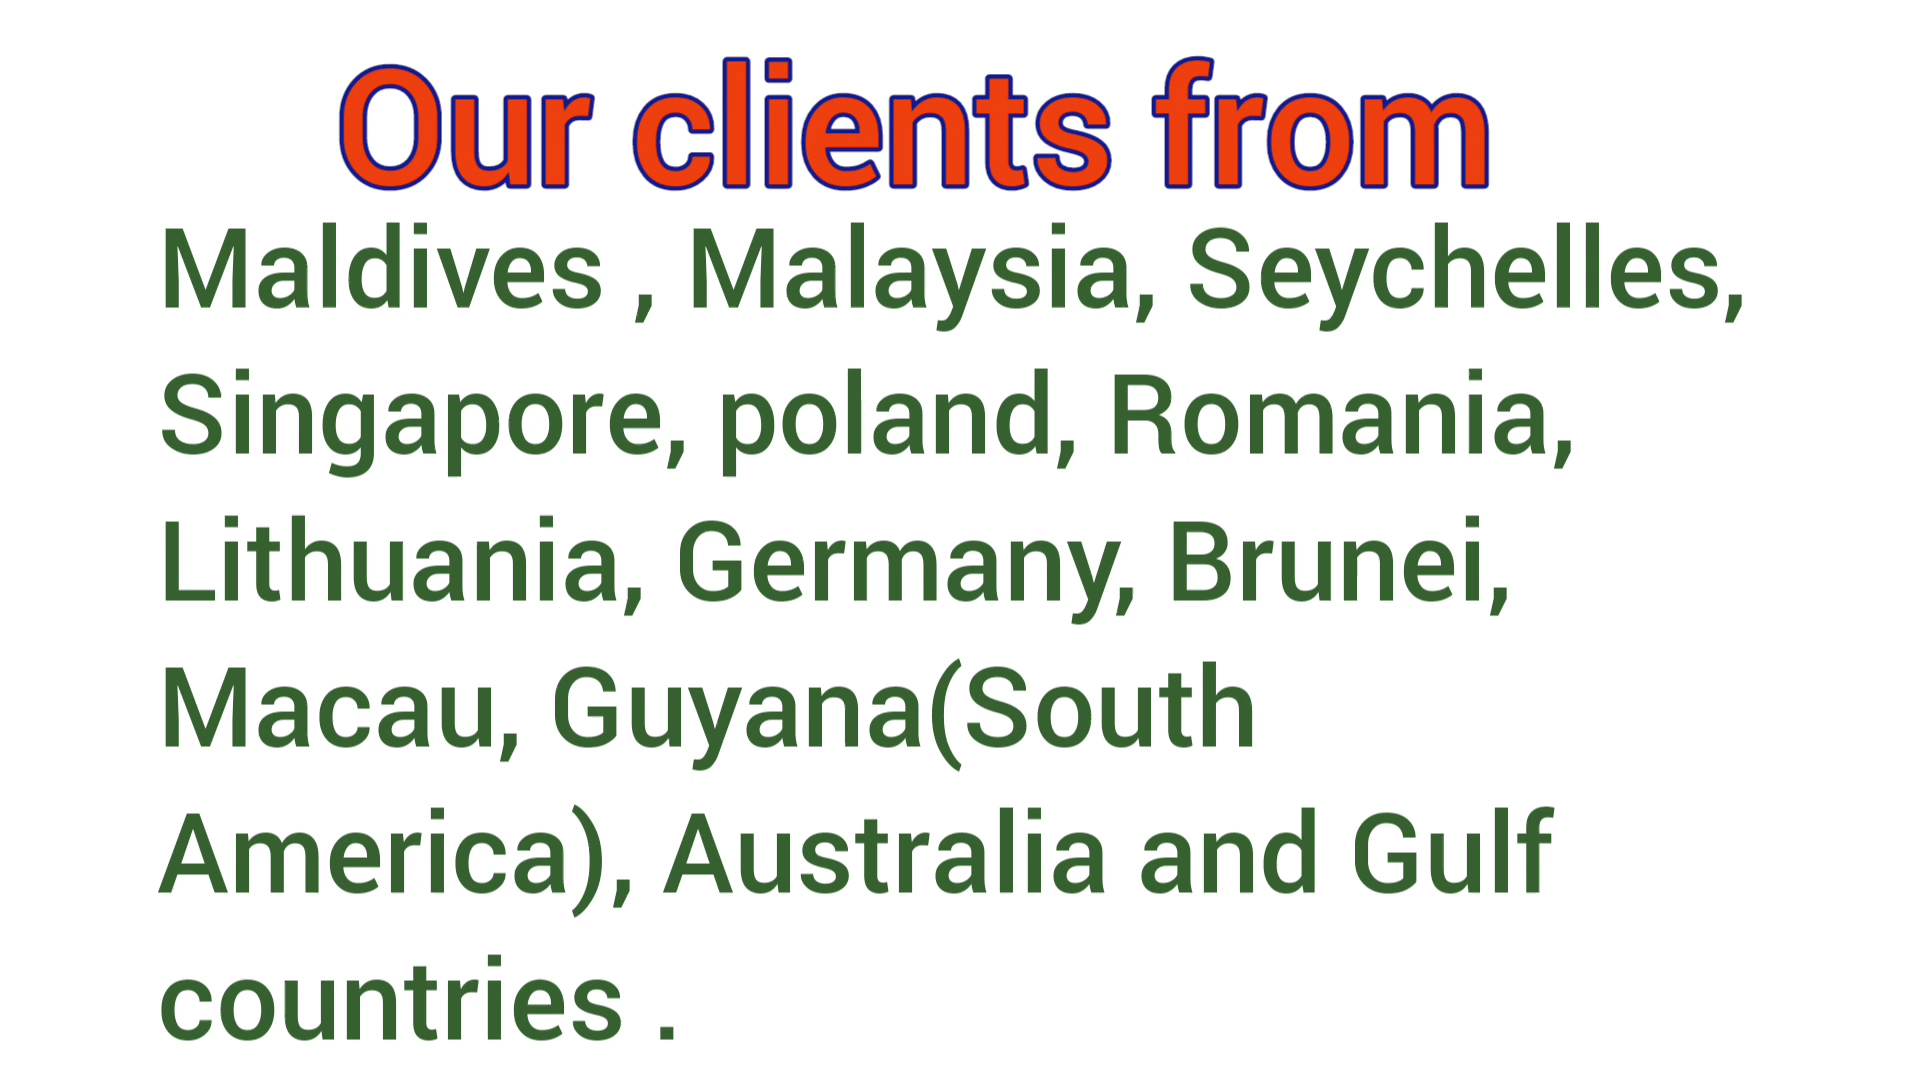 Our clients from
Maldives , Malaysia, Seychelles,
Singapore, poland, Romania,
Lithuania, Germany, Brunei,
Macau, Guyana(South
America), Australia and Gulf
countries .